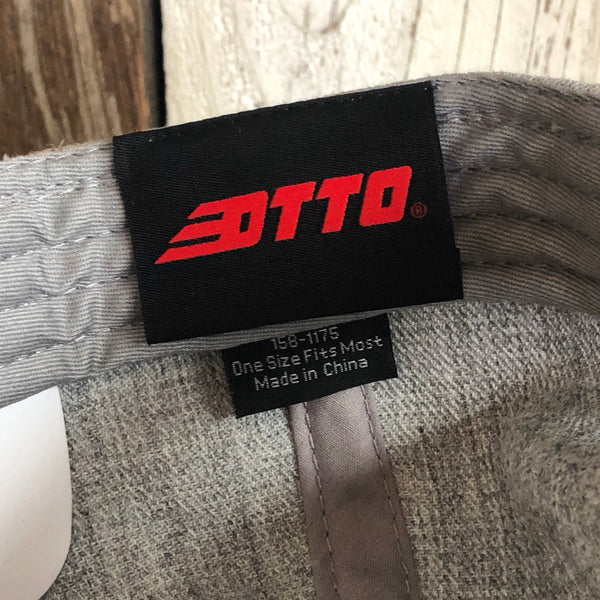 OTTO®
158-1175
One Size Fits Most
Made in China